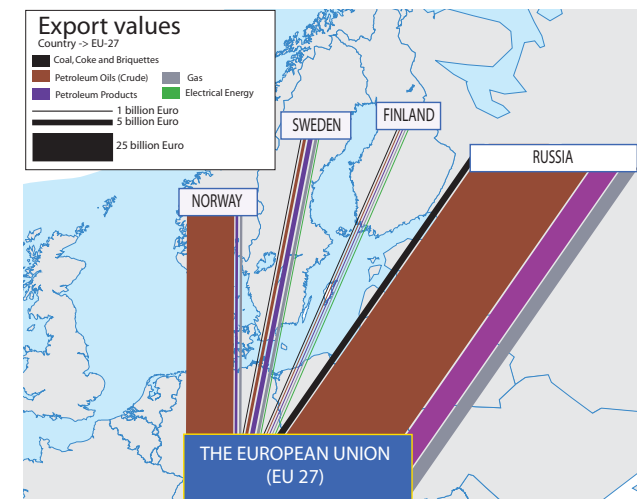 Export values
Country -> EU-27
Coal, Coke and Briquettes
Petroleum Oils (Crude)
Gas
Petroleum Products
Electrical Energy
1 billion Euro
5 billion Euro
25 billion Euro
SWEDEN
FINLAND
RUSSIA
NORWAY
THE EUROPEAN UNION
(EU 27)